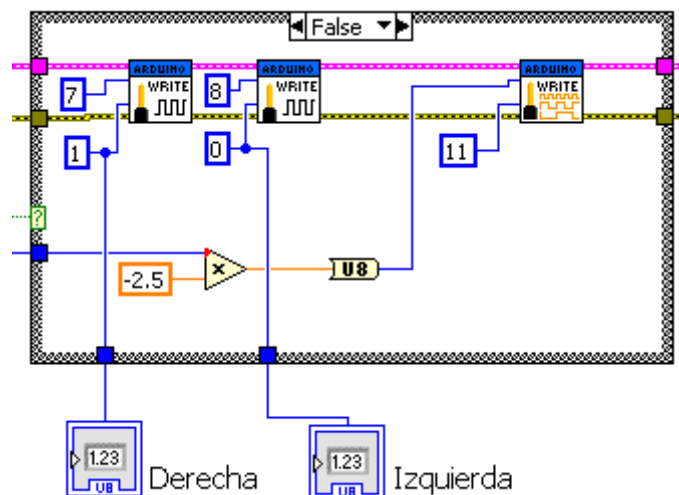 False
ARDUINO ARDUINO ARDUINO
7 WRITE 8 WRITE WRITE
1 0 11
?
-2.5 × U8
1.23 Derecha 1.23 Izquierda
U8 U8